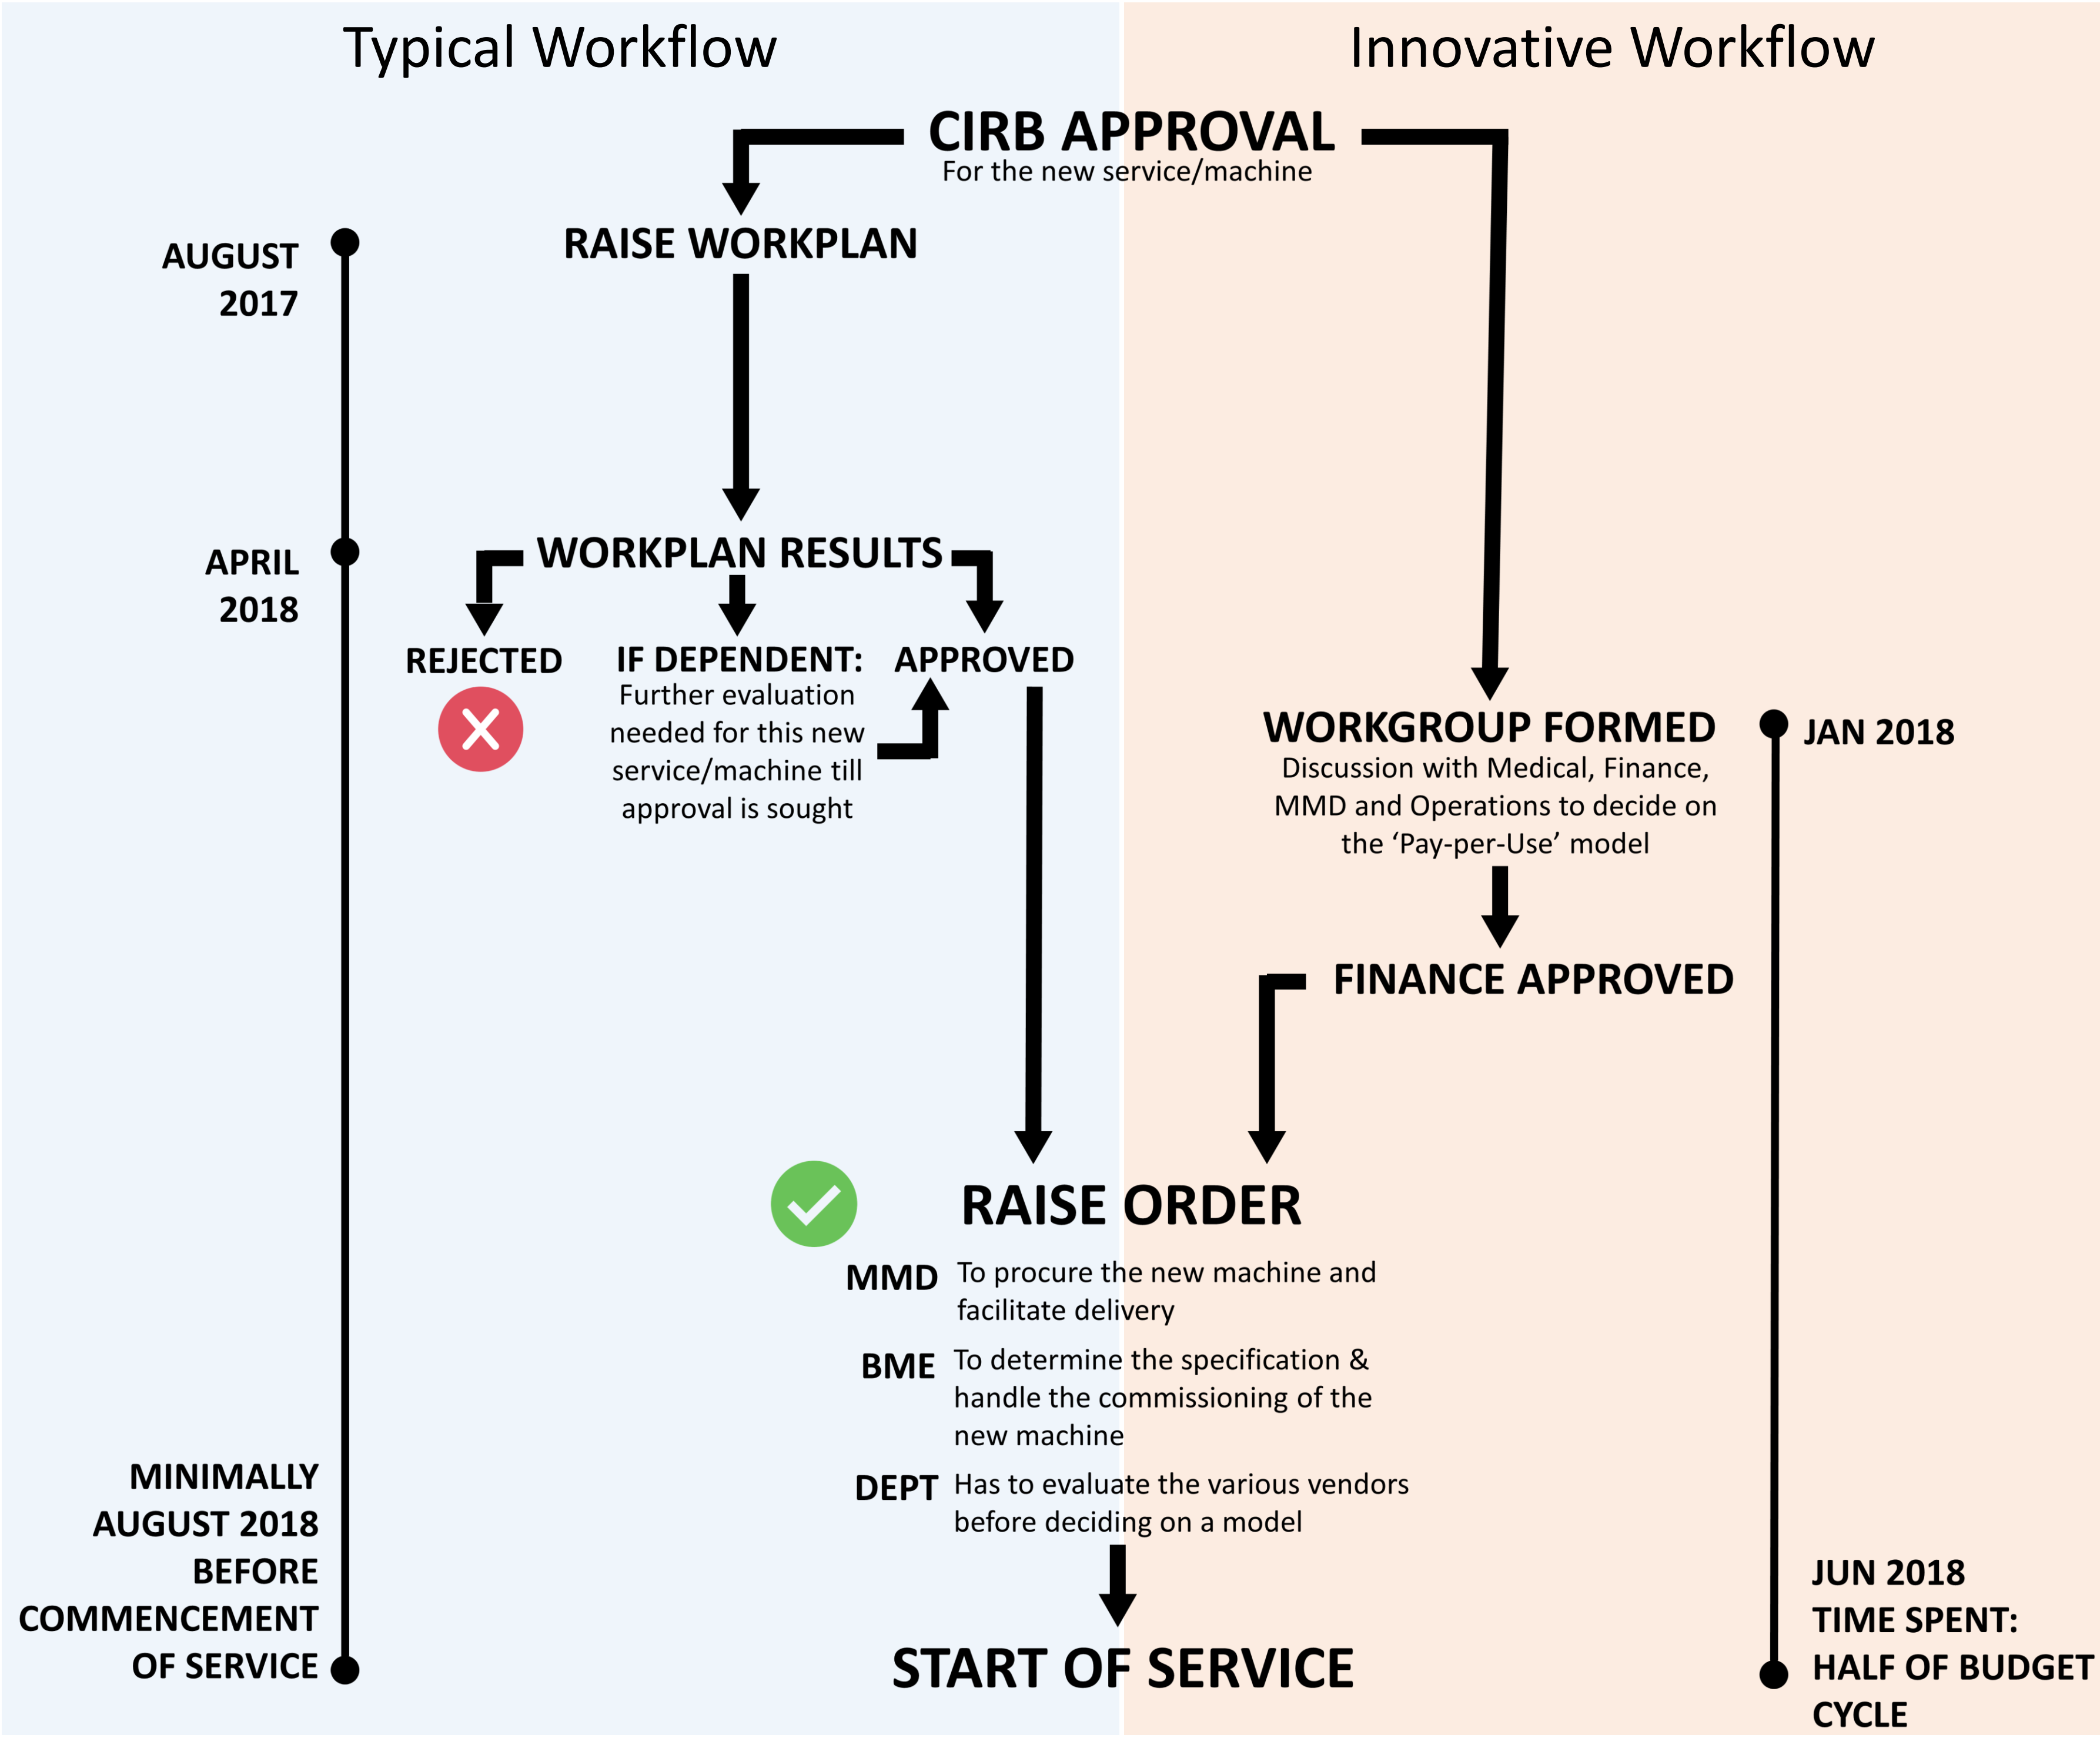 Typical Workflow
Innovative Workflow
CIRB APPROVAL
For the new service/machine
RAISE WORKPLAN
AUGUST
2017
APRIL
2018
WORKPLAN RESULTS
REJECTED
IF DEPENDENT:
Further evaluation
needed for this new
service/machine till
approval is sought
APPROVED
WORKGROUP FORMED
Discussion with Medical, Finance,
MMD and Operations to decide on
the ‘Pay-per-Use’ model
JAN 2018
FINANCE APPROVED
RAISE ORDER
MMD To procure the new machine and
facilitate delivery
BME To determine the specification &
handle the commissioning of the
new machine
DEPT Has to evaluate the various vendors
before deciding on a model
MINIMALLY
AUGUST 2018
BEFORE
COMMENCEMENT
OF SERVICE
START OF SERVICE
JUN 2018
TIME SPENT:
HALF OF BUDGET
CYCLE